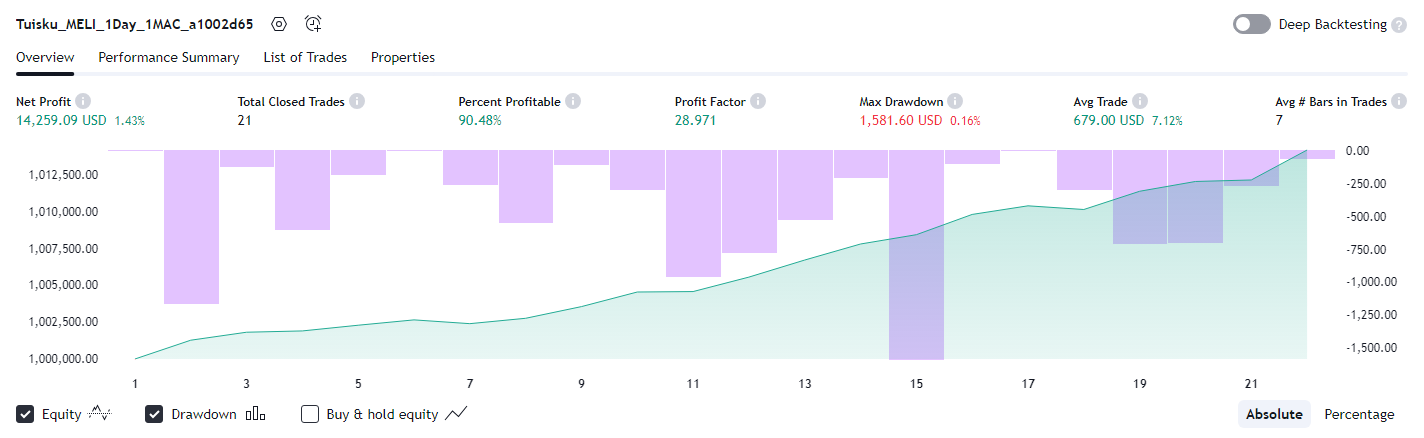 Tuisku_MELI_1Day_1MAC_a1002d65
Deep Backtesting ?
Overview Performance Summary List of Trades Properties
Net Profit i Total Closed Trades i Percent Profitable i Profit Factor i Max Drawdown i Avg Trade i Avg # Bars in Trades i
14,259.09 USD 1.43% 21 90.48% 28.971 1,581.60 USD 0.16% 679.00 USD 7.12% 7
0.00
1,012,500.00
-250.00
1,010,000.00
-500.00
1,007,500.00
-750.00
1,005,000.00
-1,000.00
1,002,500.00
-1,250.00
1,000,000.00
-1,500.00
1 3 5 7 9 11 13 15 17 19 21
Equity Drawdown Buy & hold equity Absolute Percentage